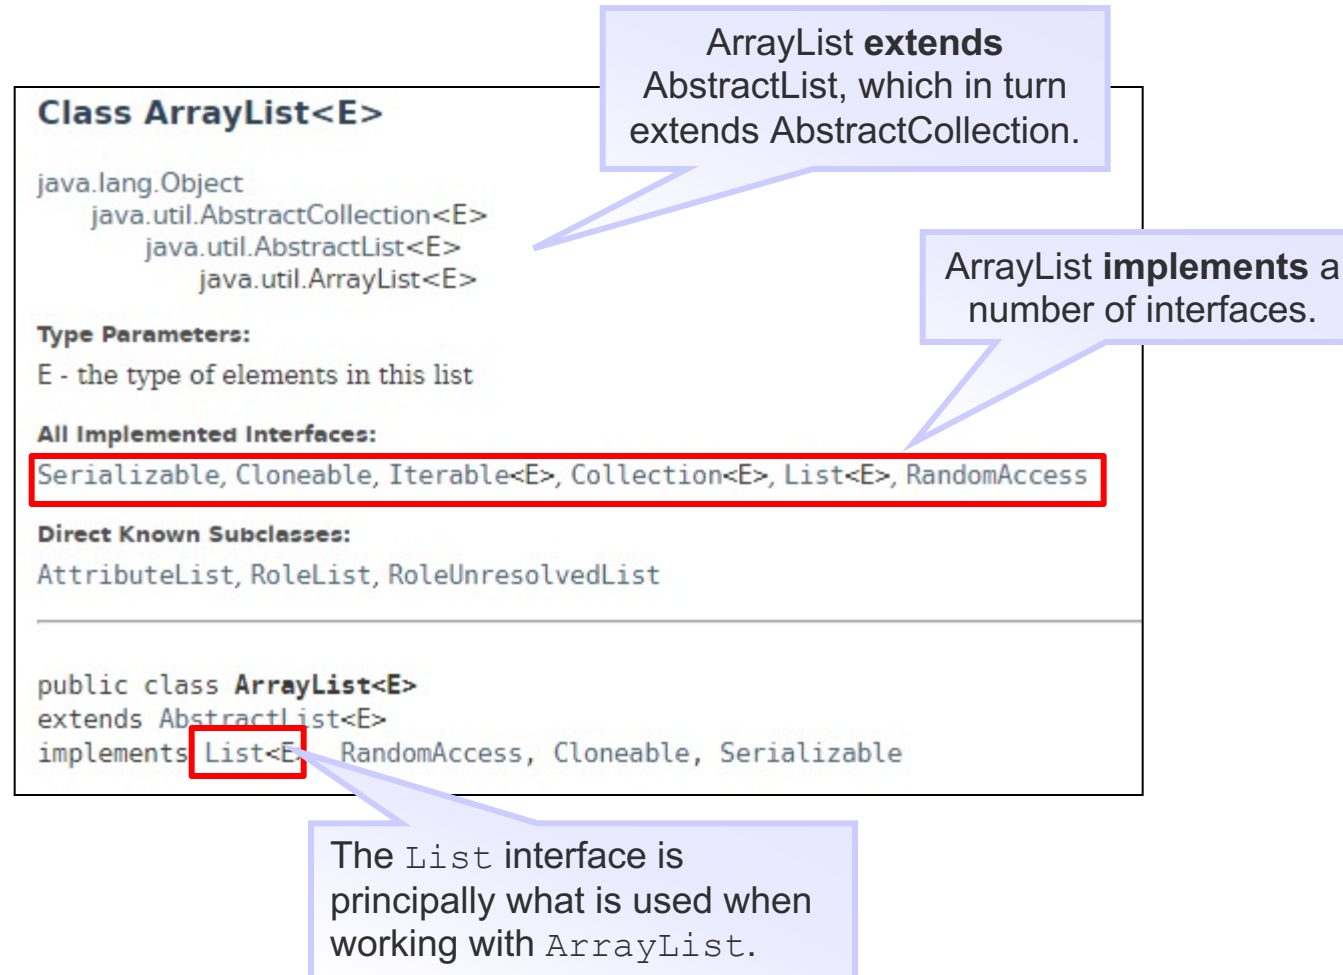 ArrayList extends
AbstractList, which in turn
extends AbstractCollection.
Class ArrayList<E>
java.lang.Object
java.util.AbstractCollection<E>
java.util.AbstractList<E>
java.util.ArrayList<E>
ArrayList implements a
number of interfaces.
Type Parameters:
E - the type of elements in this list
All Implemented Interfaces:
Serializable, Cloneable, Iterable<E>, Collection<E>, List<E>, RandomAccess
Direct Known Subclasses:
AttributeList, RoleList, RoleUnresolvedList
public class ArrayList<E>
extends AbstractList<E>
implements List<E> RandomAccess, Cloneable, Serializable
The List interface is
principally what is used when
working with ArrayList.